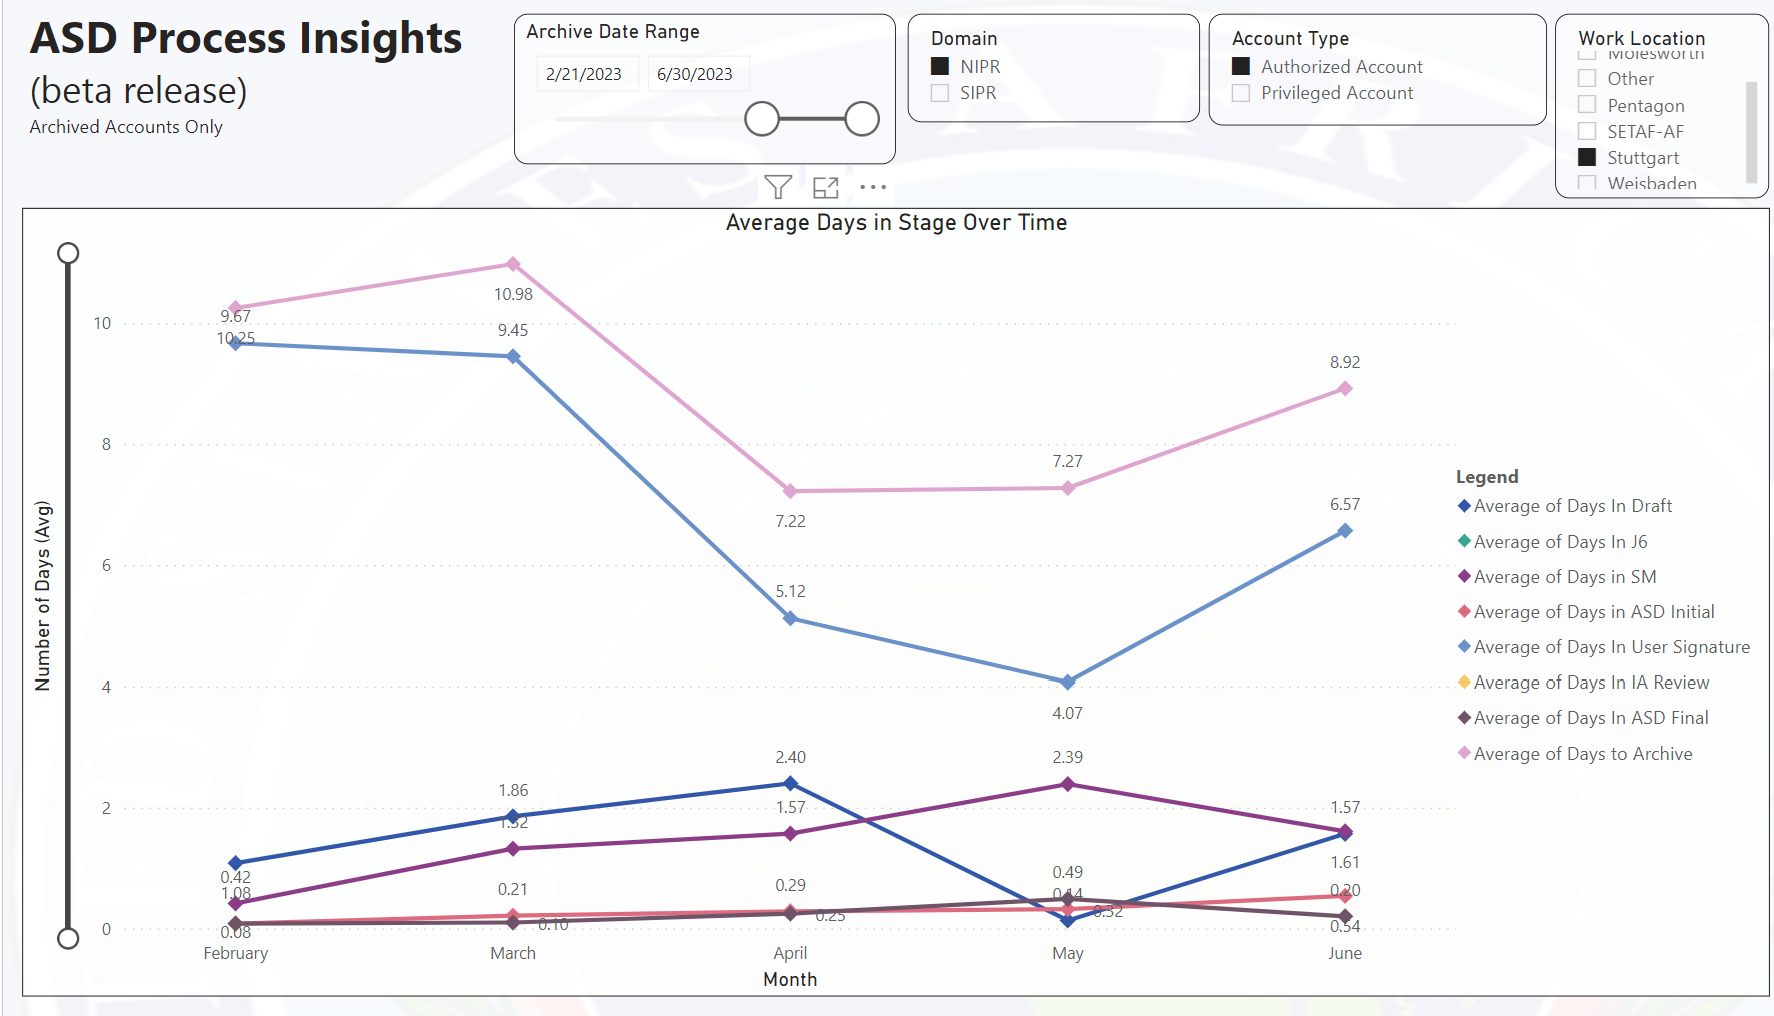 ASD Process Insights
(beta release)
Archived Accounts Only
Archive Date Range
2/21/2023 6/30/2023
Domain
NIPR
SIPR
Account Type
Authorized Account
Privileged Account
Work Location
Molesworth
Other
Pentagon
SETAF-AF
Stuttgart
Weisbaden
Average Days in Stage Over Time
Number of Days (Avg)
10
8
6
4
2
0
9.67
10.25
10.98
9.45
7.22
7.27
8.92
5.12
4.07
6.57
1.86
1.32
2.40
1.57
2.39
1.57
1.61
0.42
1.08
0.08
0.21
0.10
0.29
0.25
0.49
0.14
0.32
0.20
0.54
February March April May June
Month
Legend
Average of Days In Draft
Average of Days In J6
Average of Days in SM
Average of Days in ASD Initial
Average of Days In User Signature
Average of Days In IA Review
Average of Days In ASD Final
Average of Days to Archive